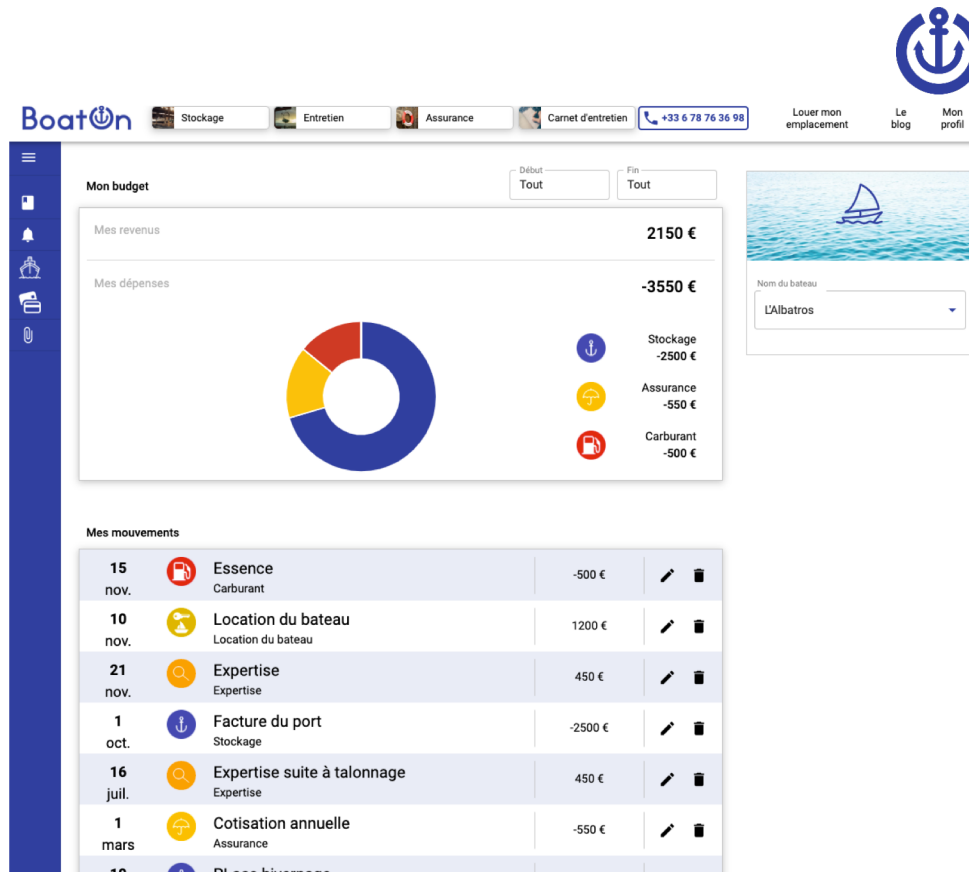 BoatOn
Stockage
Entretien
Assurance
Carnet d'entretien
+33 6 78 76 36 98
Louer mon
emplacement
Le
blog
Mon
profil
Mon budget
Début
Tout
Fin
Tout
Mes revenus
2150 €
Mes dépenses
-3550 €
Stockage
-2500 €
Assurance
-550 €
Carburant
-500 €
Nom du bateau
L'Albatros
Mes mouvements
15
nov.
Essence
Carburant
-500 €
10
nov.
Location du bateau
Location du bateau
1200 €
21
nov.
Expertise
Expertise
450 €
1
oct.
Facture du port
Stockage
-2500 €
16
juil.
Expertise suite à talonnage
Expertise
450 €
1
mars
Cotisation annuelle
Assurance
-550 €